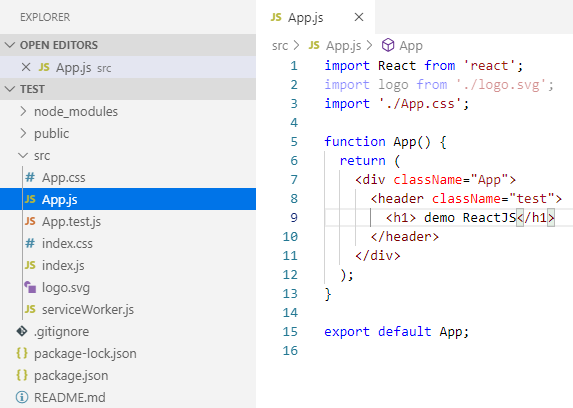 EXPLORER
OPEN EDITORS
JS App.js src
TEST
node_modules
public
src
# App.css
JS App.js
JS App.test.js
# index.css
JS index.js
logo.svg
JS serviceWorker.js
.gitignore
{} package-lock.json
{} package.json
README.md
JS App.js
src > JS App.js > App
1 import React from 'react';
2 import logo from './logo.svg';
3 import './App.css';
4
5 function App() {
6 return (
7 <div className="App">
8 <header className="test">
9 <h1> demo ReactJS</h1>
10 </header>
11 </div>
12 );
13 }
14
15 export default App;
16